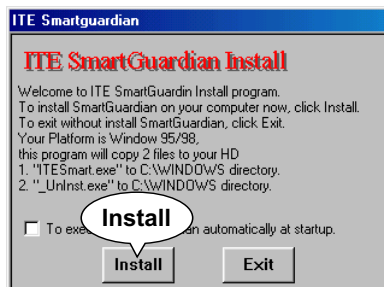 ITE Smartguardian
ITE SmartGuardian Install
Welcome to ITE SmartGuardin Install program.
To install SmartGuardian on your computer now, click Install.
To exit without install SmartGuardian, click Exit.
Your Platform is Window 95/98,
this program will copy 2 files to your HD
1. "ITESmart.exe" to C:\WINDOWS directory.
2. "_UnInst.exe" to C:\WINDOWS directory.
Install
To exe an automatically at startup.
Install Exit